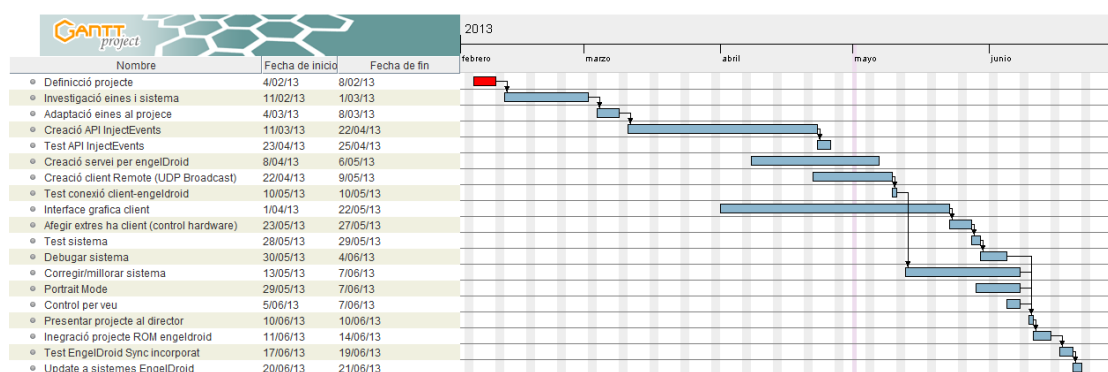 GANTT
project
2013
Nombre Fecha de inicio Fecha de fin
febrero marzo abril mayo junio
Definicció projecte 4/02/13 8/02/13
Investigació eines i sistema 11/02/13 1/03/13
Adaptació eines al projece 4/03/13 8/03/13
Creació API InjectEvents 11/03/13 22/04/13
Test API InjectEvents 23/04/13 25/04/13
Creació servei per engelDroid 8/04/13 6/05/13
Creació client Remote (UDP Broadcast) 22/04/13 9/05/13
Test conexió client-engeldroid 10/05/13 10/05/13
Interface grafica client 1/04/13 22/05/13
Afegir extres ha client (control hardware) 23/05/13 27/05/13
Test sistema 28/05/13 29/05/13
Debugar sistema 30/05/13 4/06/13
Corregir/millorar sistema 13/05/13 7/06/13
Portrait Mode 29/05/13 7/06/13
Control per veu 5/06/13 7/06/13
Presentar projecte al director 10/06/13 10/06/13
Inegració projecte ROM engeldroid 11/06/13 14/06/13
Test EngelDroid Sync incorporat 17/06/13 19/06/13
Update a sistemes EngelDroid 20/06/13 21/06/13